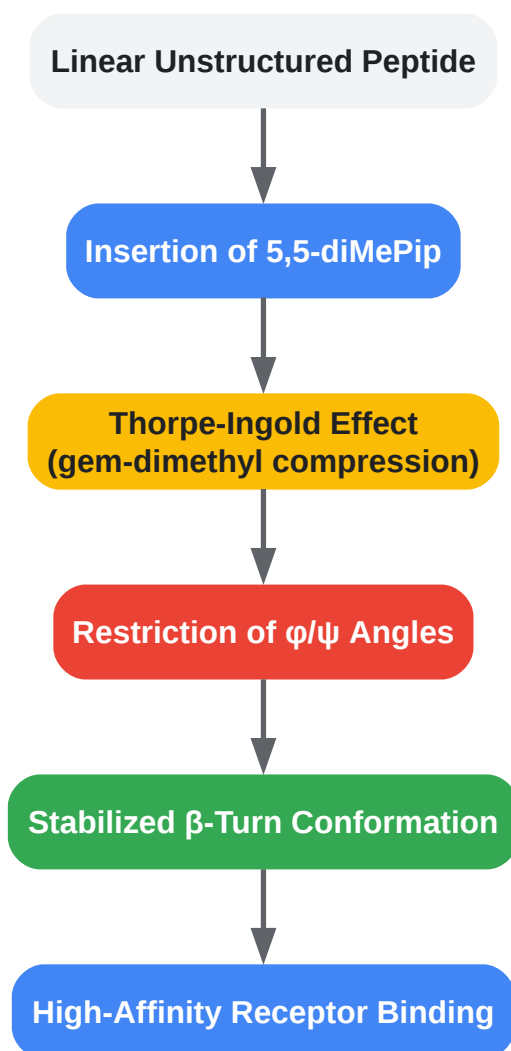 Linear Unstructured Peptide
Insertion of 5,5-diMePip
Thorpe-Ingold Effect
(gem-dimethyl compression)
Restriction of φ/ψ Angles
Stabilized β-Turn Conformation
High-Affinity Receptor Binding